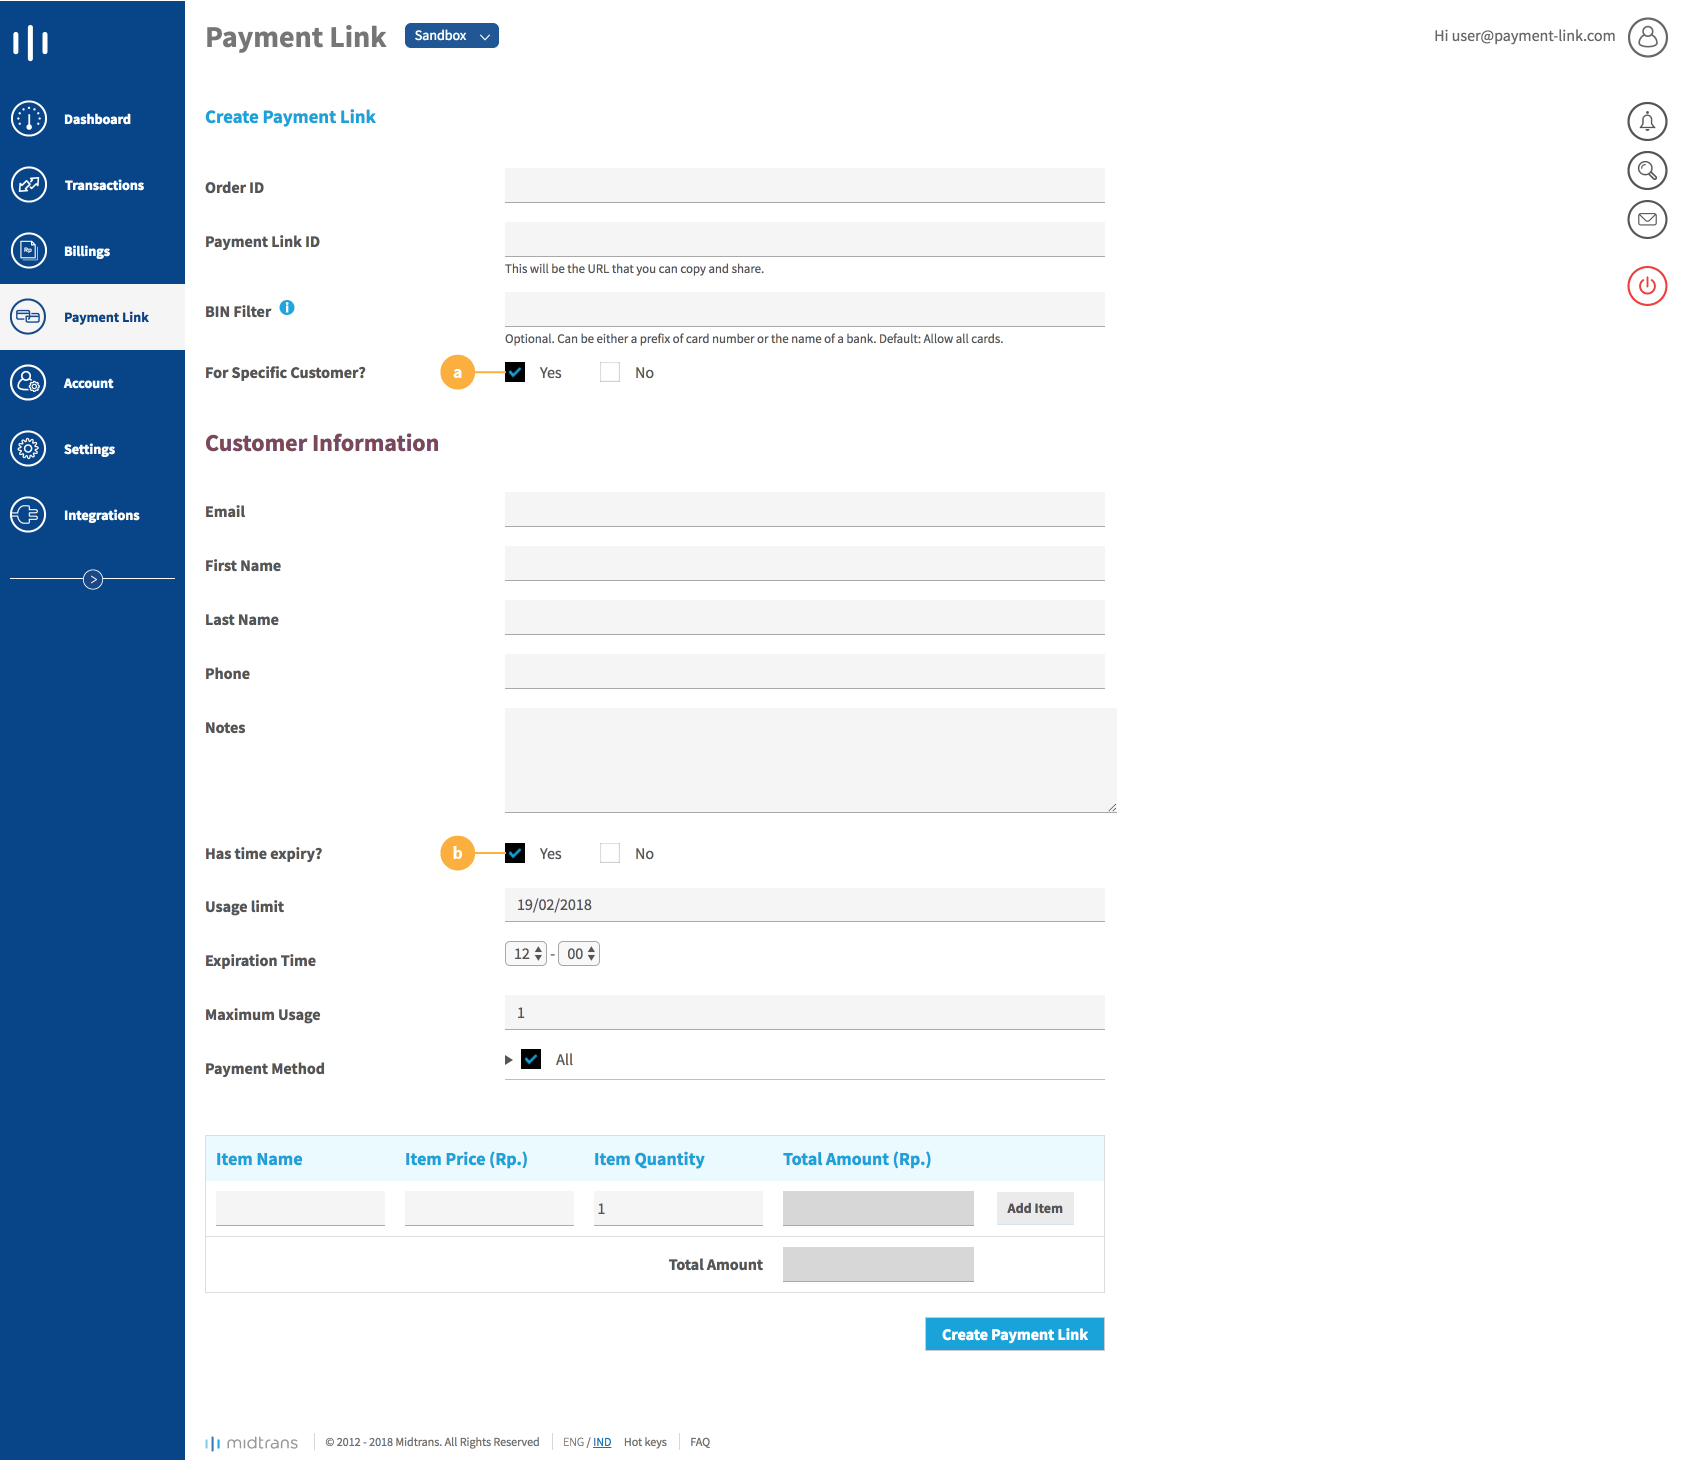 Payment Link
Sandbox
Hi user@payment-link.com
Dashboard
Transactions
Rp
Billings
Payment Link
Account
Settings
Integrations
Create Payment Link
Order ID
Payment Link ID
This will be the URL that you can copy and share.
BIN Filter i
Optional. Can be either a prefix of card number or the name of a bank. Default: Allow all cards.
For Specific Customer? a Yes No
Customer Information
Email
First Name
Last Name
Phone
Notes
Has time expiry? b Yes No
Usage limit 19/02/2018
Expiration Time 12 - 00
Maximum Usage 1
Payment Method All
Item Name Item Price (Rp.) Item Quantity Total Amount (Rp.)
1 Add Item
Total Amount
Create Payment Link
midtrans © 2012 - 2018 Midtrans. All Rights Reserved ENG / IND Hot keys FAQ